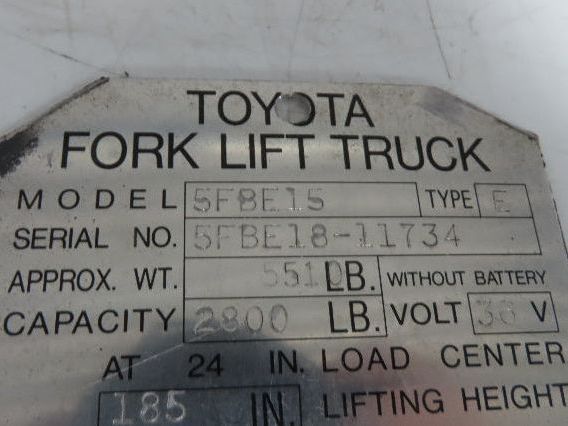 TOYOTA
FORK LIFT TRUCK
MODEL 5FBE15 TYPE E
SERIAL NO. 5FBE18-11734
APPROX. WT. 5510 LB. WITHOUT BATTERY
CAPACITY 2800 LB. VOLT 36 V
AT 24 IN. LOAD CENTER
185 IN. LIFTING HEIGHT